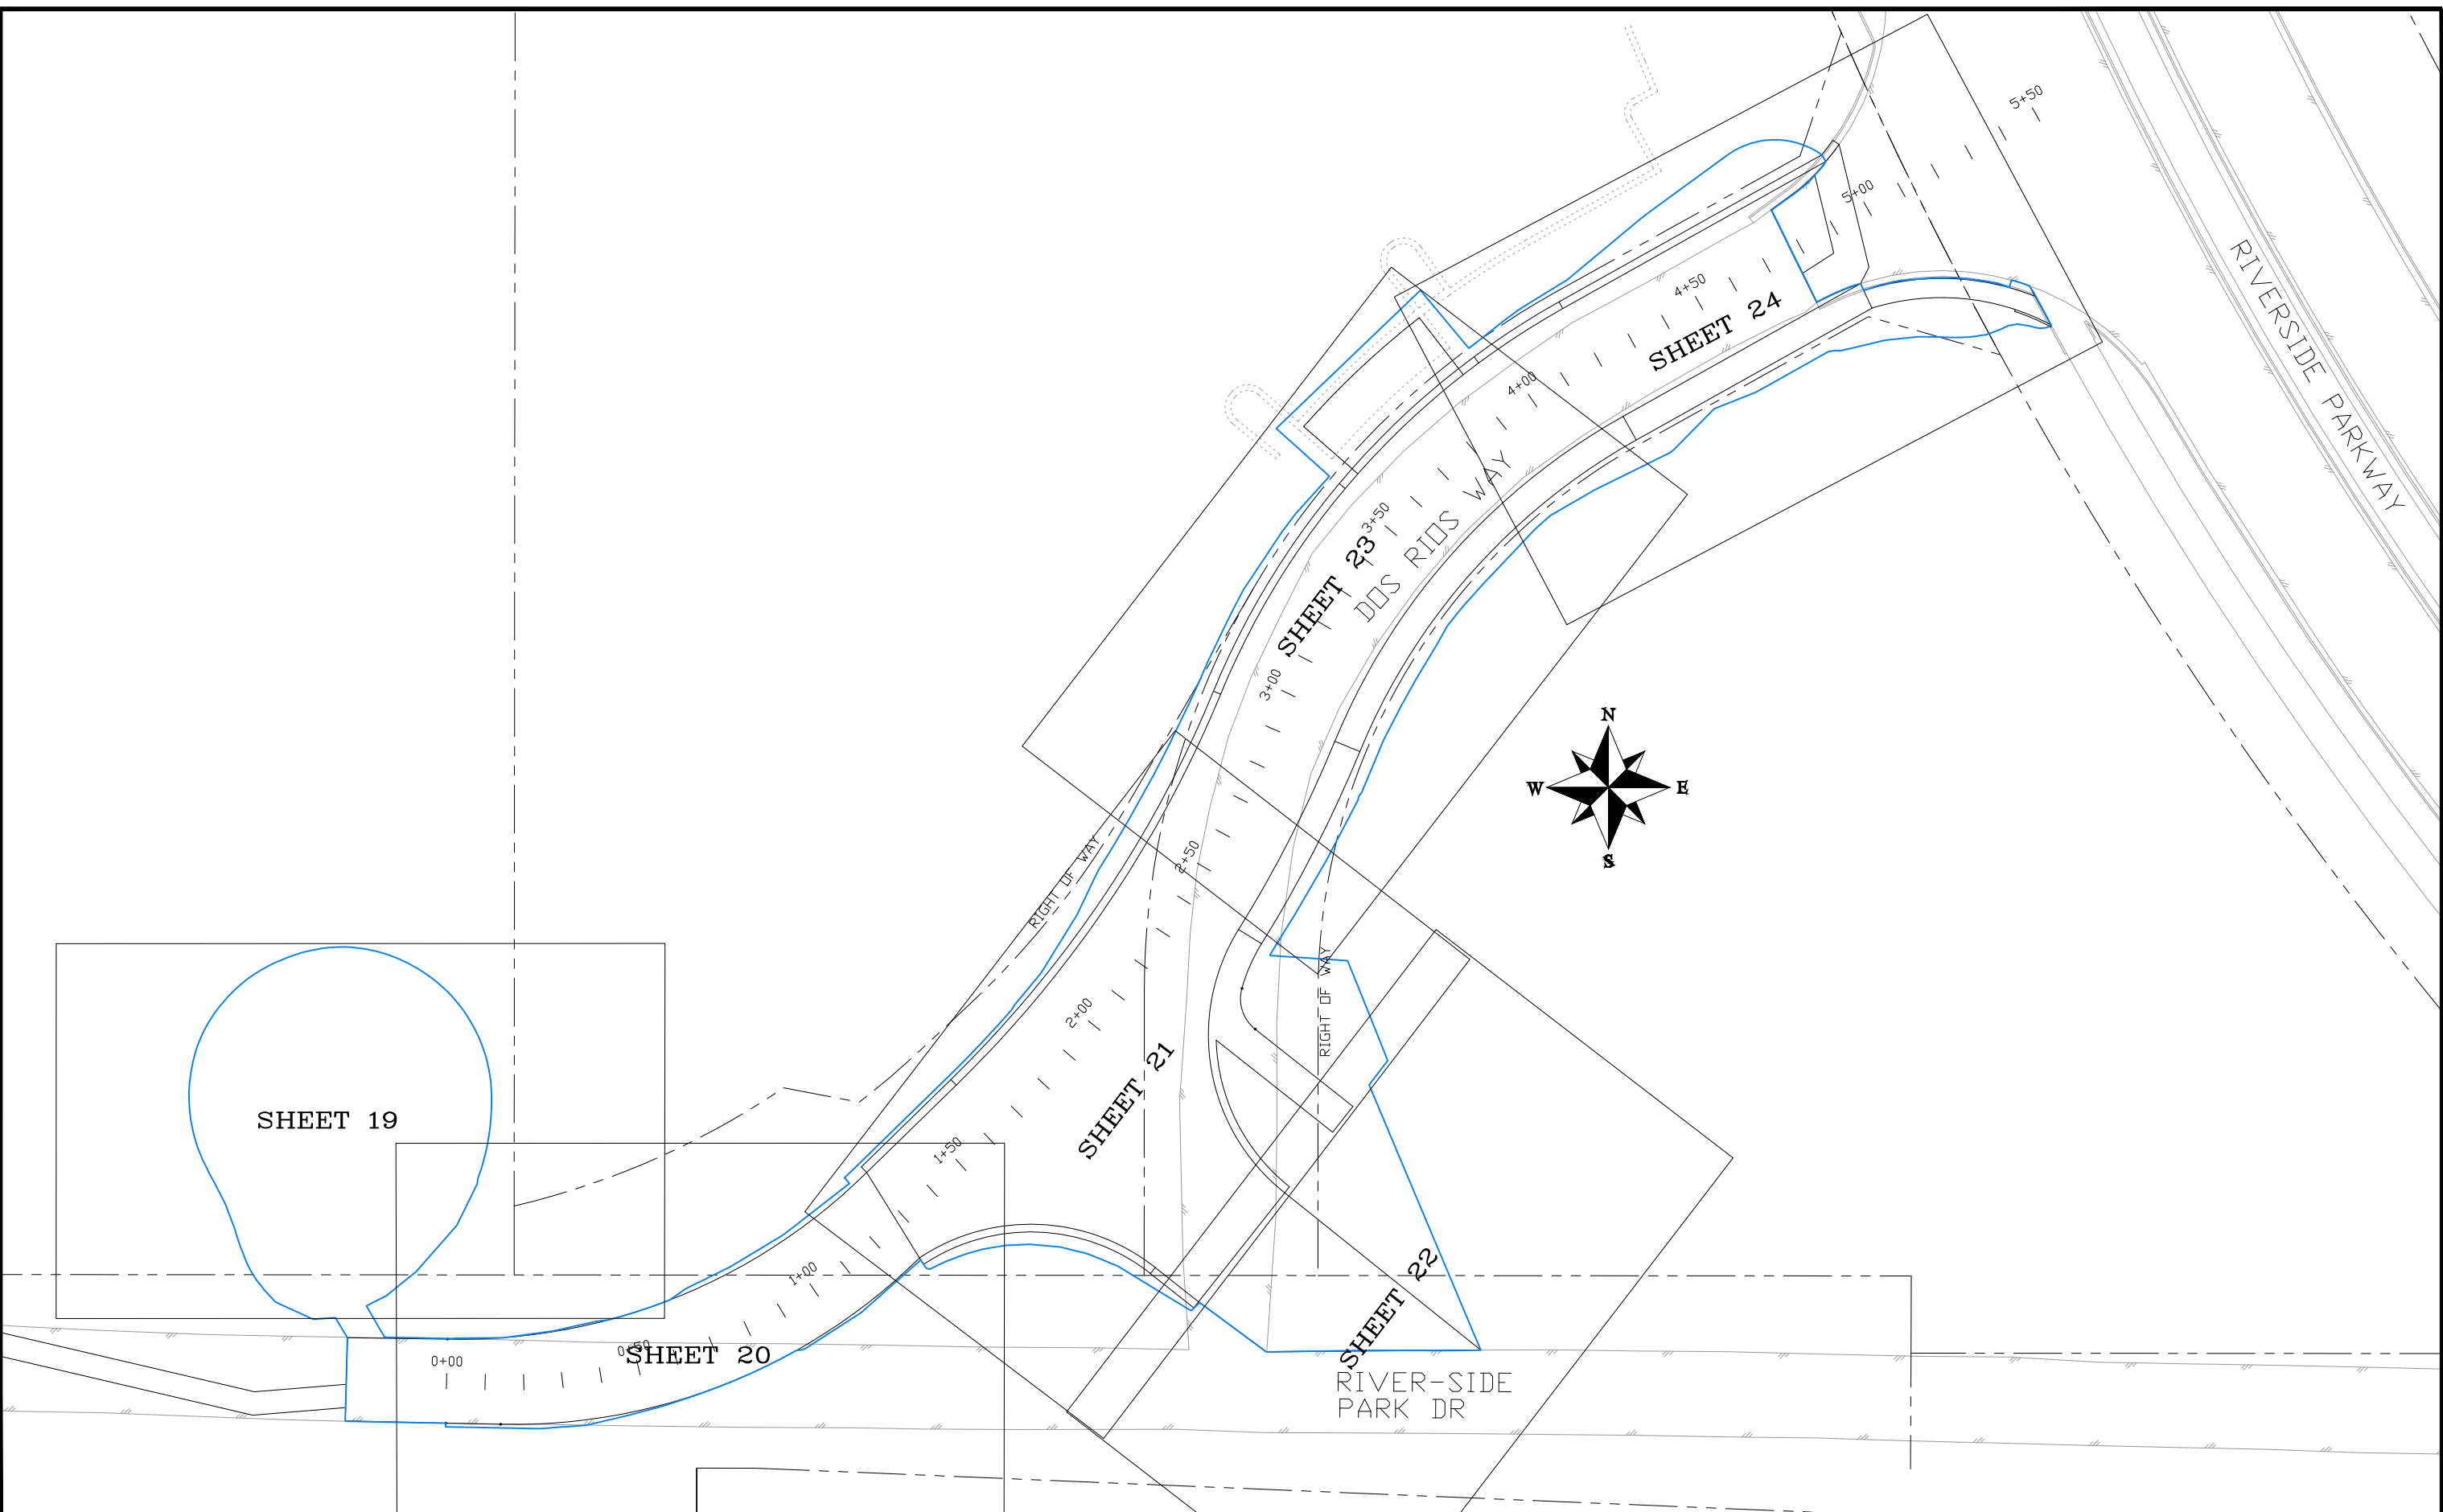 5+50
5+00
4+50
SHEET 24
4+00
RIVERSIDE PARKWAY
3+50
SHEET 23
DOS RIOS WAY
3+00
N
W
E
S
2+50
RIGHT OF WAY
RIGHT OF WAY
2+00
SHEET 21
SHEET 19
1+50
1+00
SHEET 22
0+50
0+00
SHEET 20
RIVER-SIDE
PARK DR